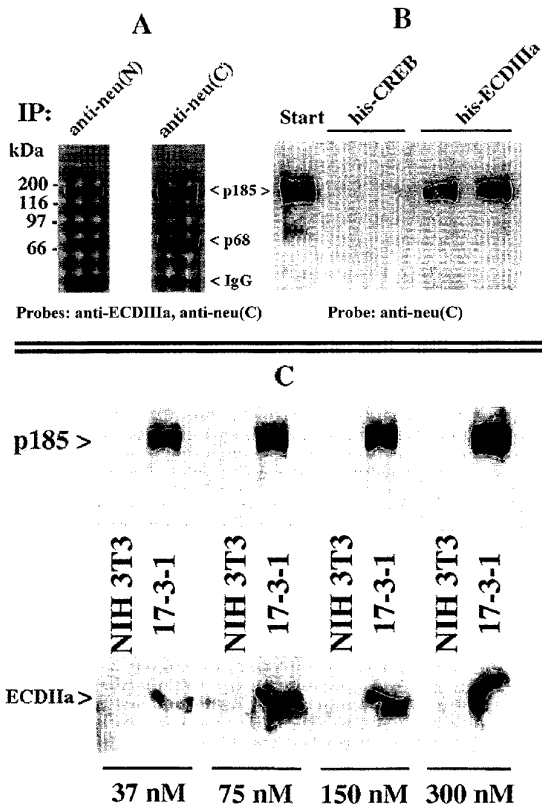 A
B
IP:
anti-neu(N)
anti-neu(C)
Start
his-CREB
his-ECDIIIa
kDa
200 -
116 -
97 -
66 -
< p185 >
< p68
< IgG
Probes: anti-ECDIIIa, anti-neu(C)
Probe: anti-neu(C)
C
p185 >
NIH 3T3
17-3-1
NIH 3T3
17-3-1
NIH 3T3
17-3-1
NIH 3T3
17-3-1
ECDIIa >
37 nM
75 nM
150 nM
300 nM